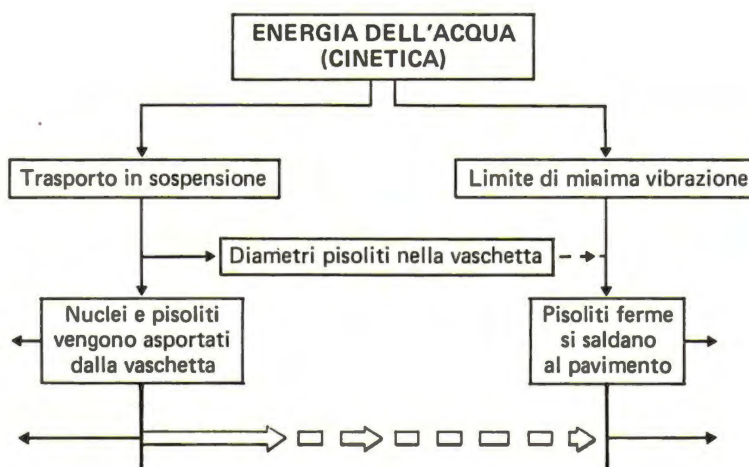 ENERGIA DELL'ACQUA
(CINETICA)
Trasporto in sospensione
Limite di minima vibrazione
Diametri pisoliti nella vaschetta
Nuclei e pisoliti
vengono asportati
dalla vaschetta
Pisoliti ferme
si saldano
al pavimento